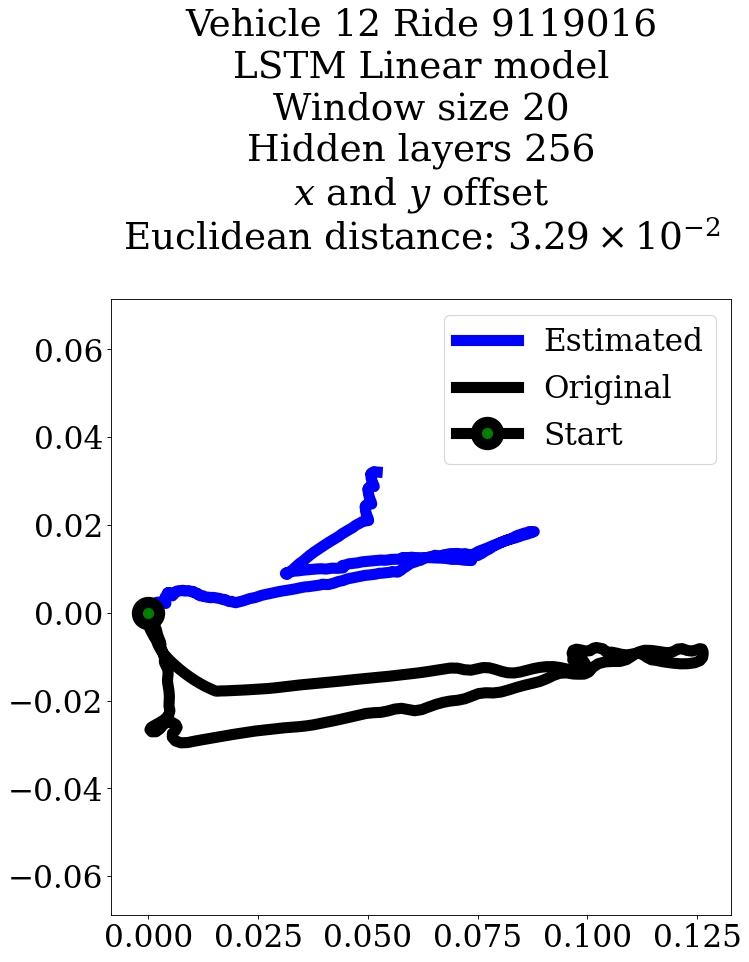 Vehicle 12 Ride 9119016
LSTM Linear model
Window size 20
Hidden layers 256
x and y offset
Euclidean distance: 3.29 × 10⁻²
Estimated
Original
Start
0.06
0.04
0.02
0.00
−0.02
−0.04
−0.06
0.000 0.025 0.050 0.075 0.100 0.125